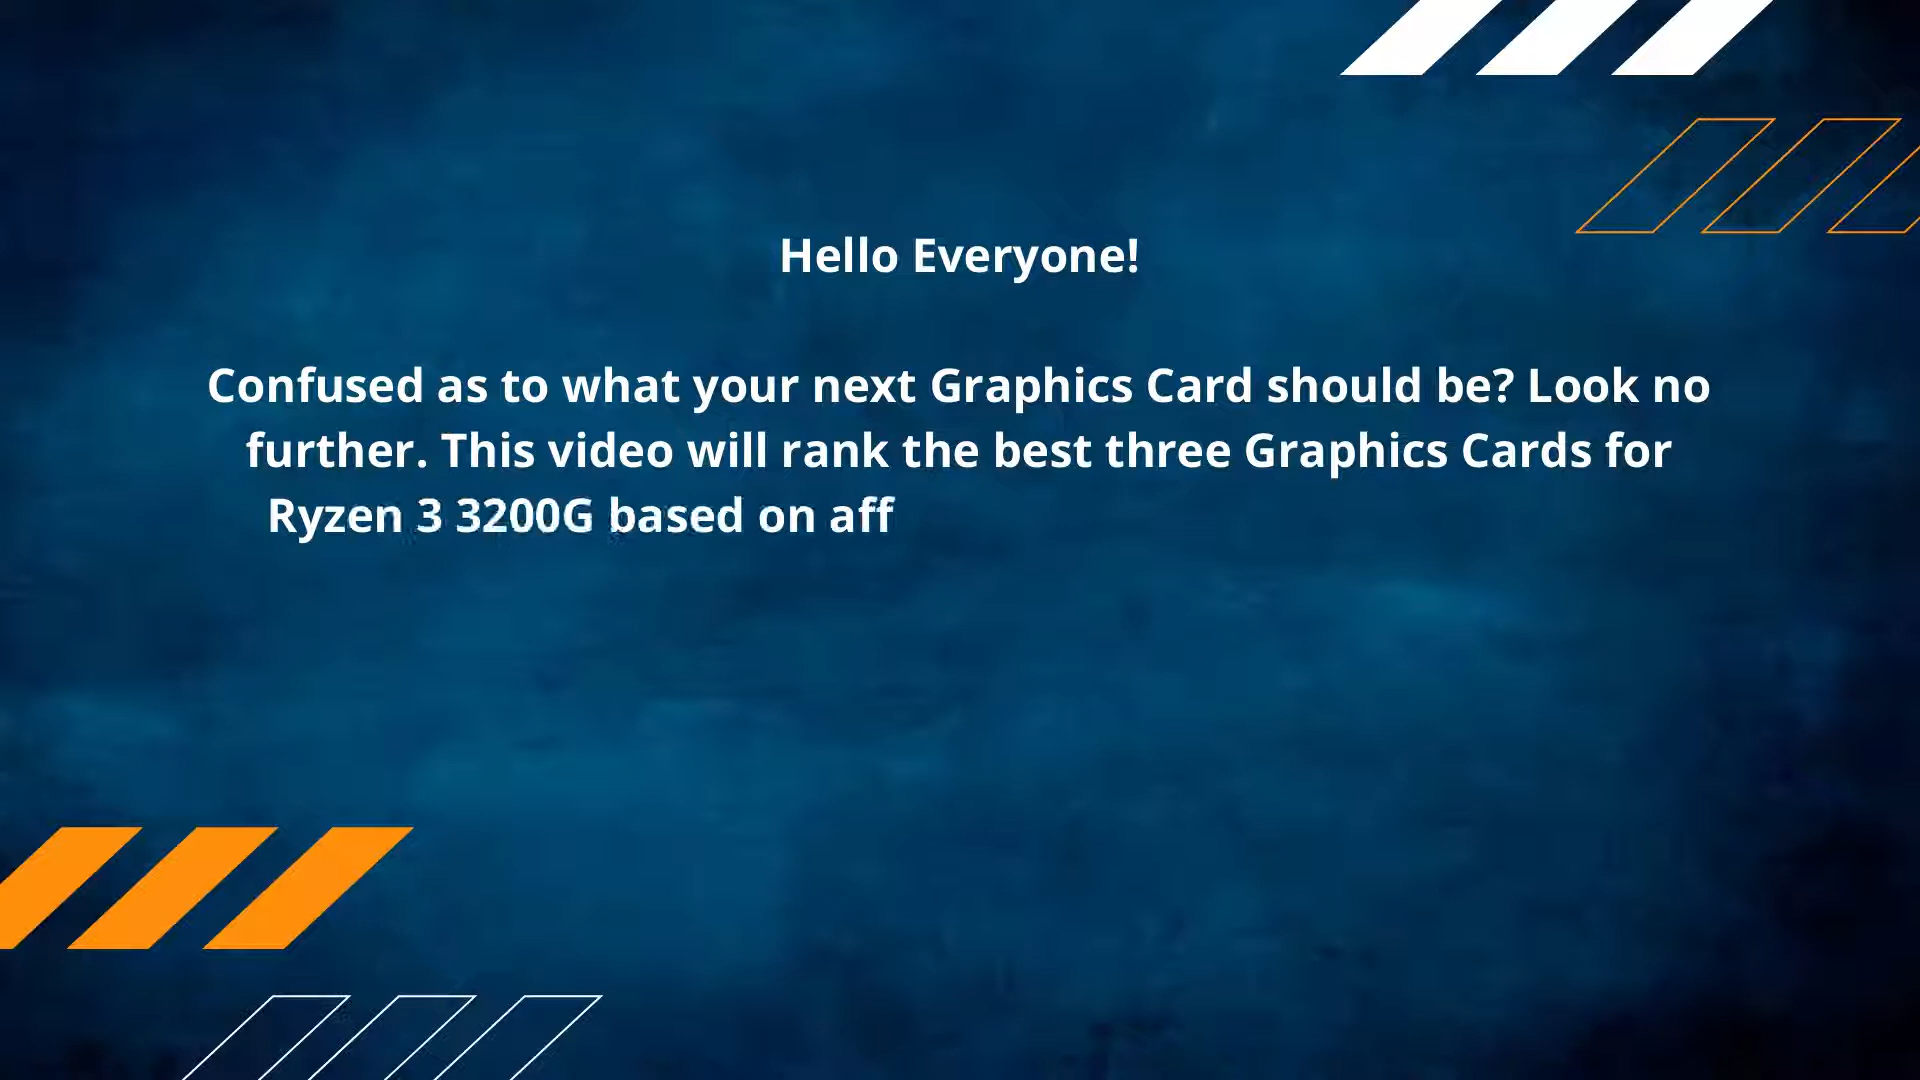 Hello Everyone!
Confused as to what your next Graphics Card should be? Look no
further. This video will rank the best three Graphics Cards for
Ryzen 3 3200G based on aff